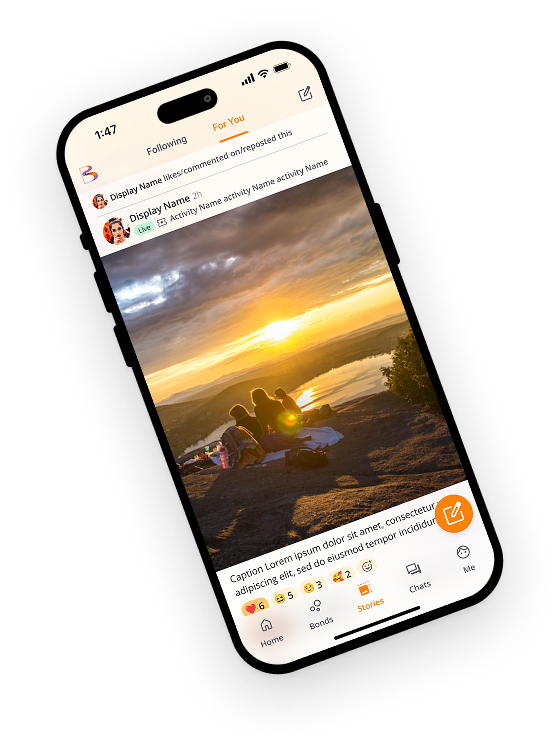 1:47
Following For You
Display Name likes/commented on/reposted this
Display Name 2h
Live Activity Name activity Name activity Name
Caption Lorem ipsum dolor sit amet, consectetur
adipiscing elit, sed do eiusmod tempor incididun
6 5 3 2
Home Bonds Stories Chats Me